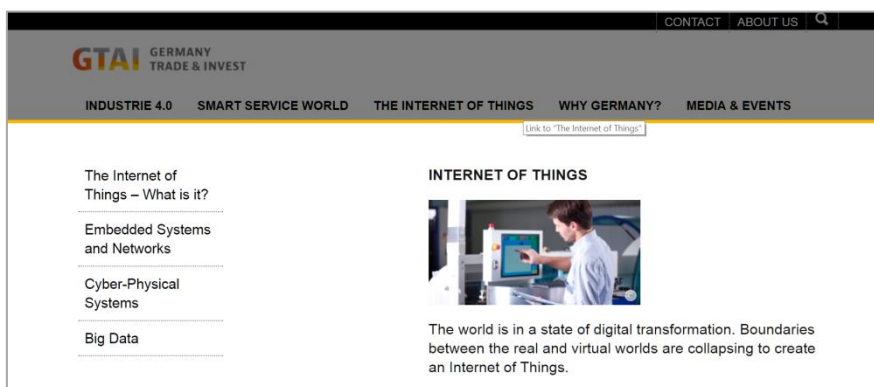 CONTACT ABOUT US
GTAI GERMANY
TRADE & INVEST
INDUSTRIE 4.0 SMART SERVICE WORLD THE INTERNET OF THINGS WHY GERMANY? MEDIA & EVENTS
Link to "The Internet of Things"
The Internet of
Things – What is it?
Embedded Systems
and Networks
Cyber-Physical
Systems
Big Data
INTERNET OF THINGS
The world is in a state of digital transformation. Boundaries
between the real and virtual worlds are collapsing to create
an Internet of Things.